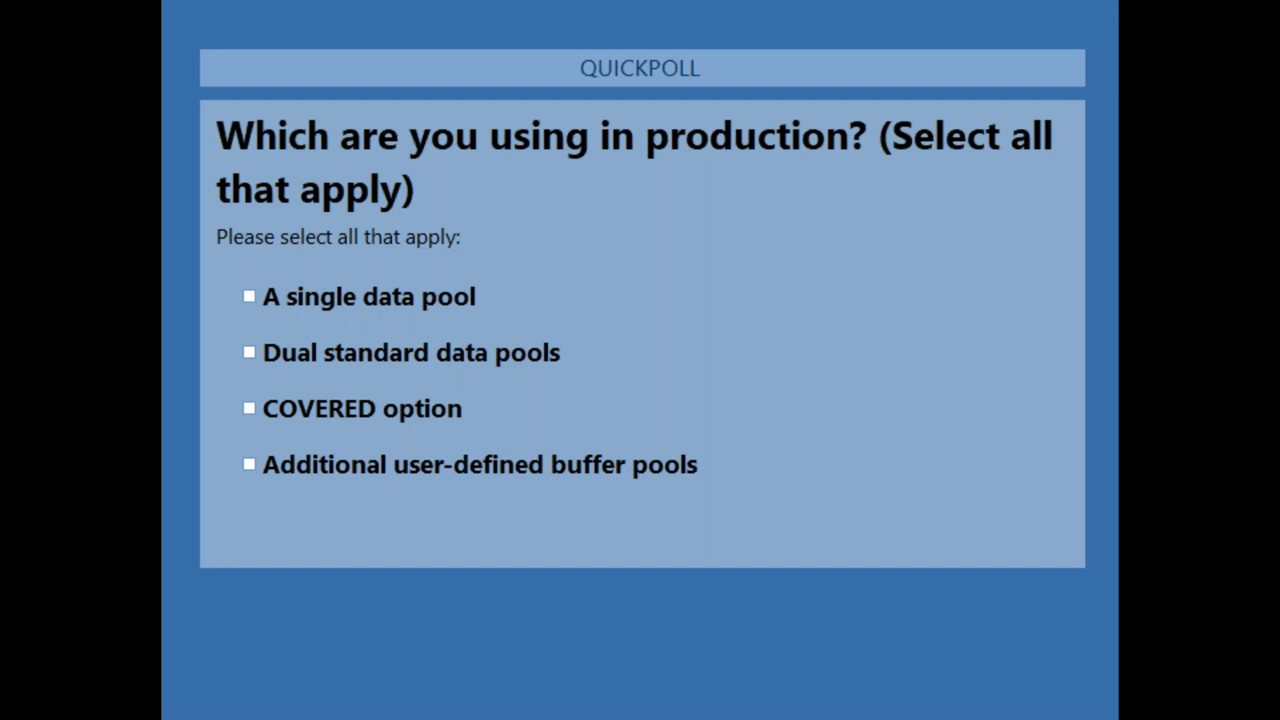 QUICKPOLL
Which are you using in production? (Select all
that apply)
Please select all that apply:
A single data pool
Dual standard data pools
COVERED option
Additional user-defined buffer pools